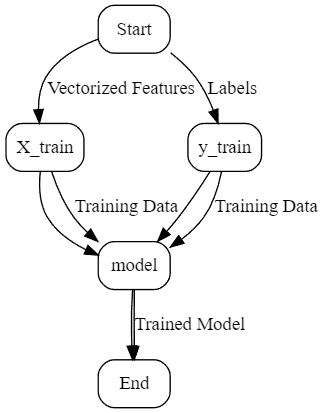 Start
Vectorized Features
Labels
X_train
y_train
Training Data
Training Data
model
Trained Model
End